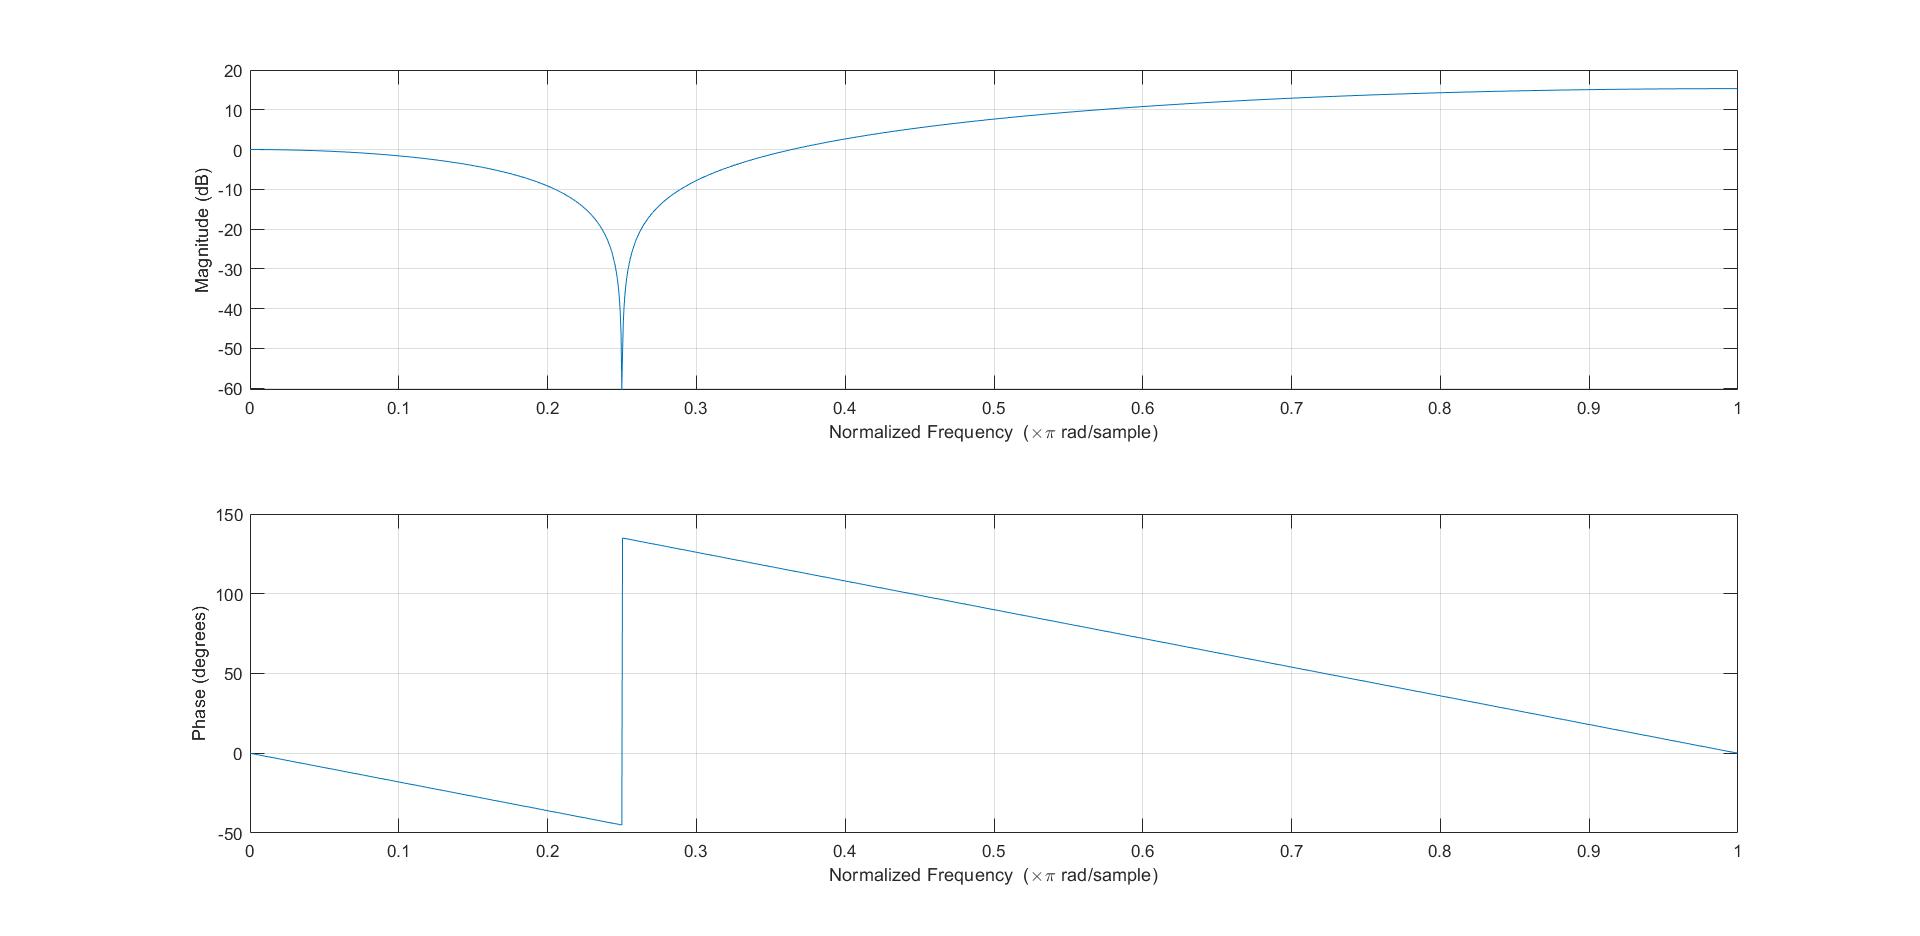 20
10
0
-10
-20
-30
-40
-50
-60
Magnitude (dB)
0 0.1 0.2 0.3 0.4 0.5 0.6 0.7 0.8 0.9 1
Normalized Frequency (×π rad/sample)
150
100
50
0
-50
Phase (degrees)
0 0.1 0.2 0.3 0.4 0.5 0.6 0.7 0.8 0.9 1
Normalized Frequency (×π rad/sample)